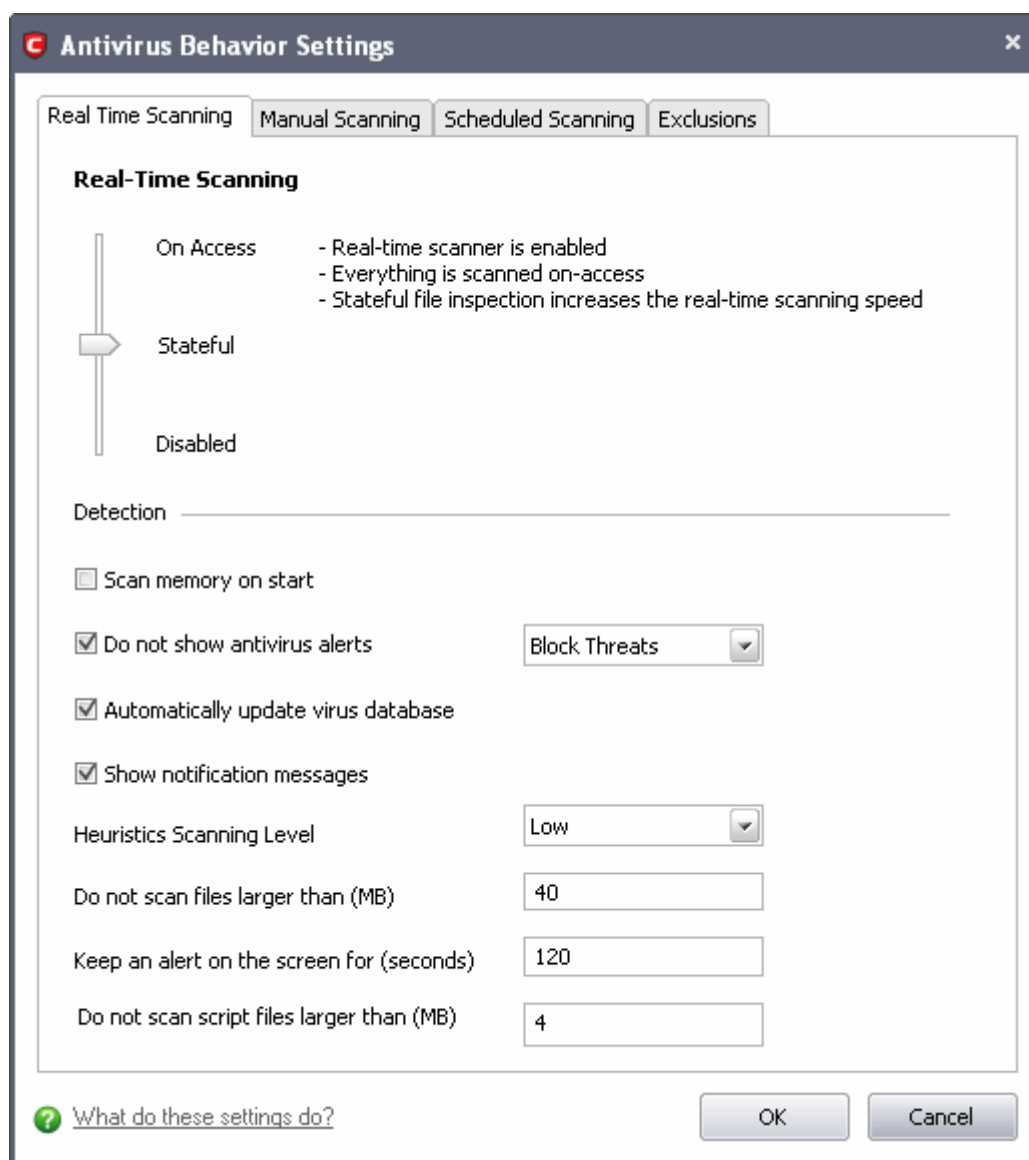 Antivirus Behavior Settings
Real Time Scanning Manual Scanning Scheduled Scanning Exclusions
Real-Time Scanning
On Access - Real-time scanner is enabled
- Everything is scanned on-access
- Stateful file inspection increases the real-time scanning speed
Stateful
Disabled
Detection
Scan memory on start
Do not show antivirus alerts Block Threats
Automatically update virus database
Show notification messages
Heuristics Scanning Level Low
Do not scan files larger than (MB) 40
Keep an alert on the screen for (seconds) 120
Do not scan script files larger than (MB) 4
What do these settings do? OK Cancel